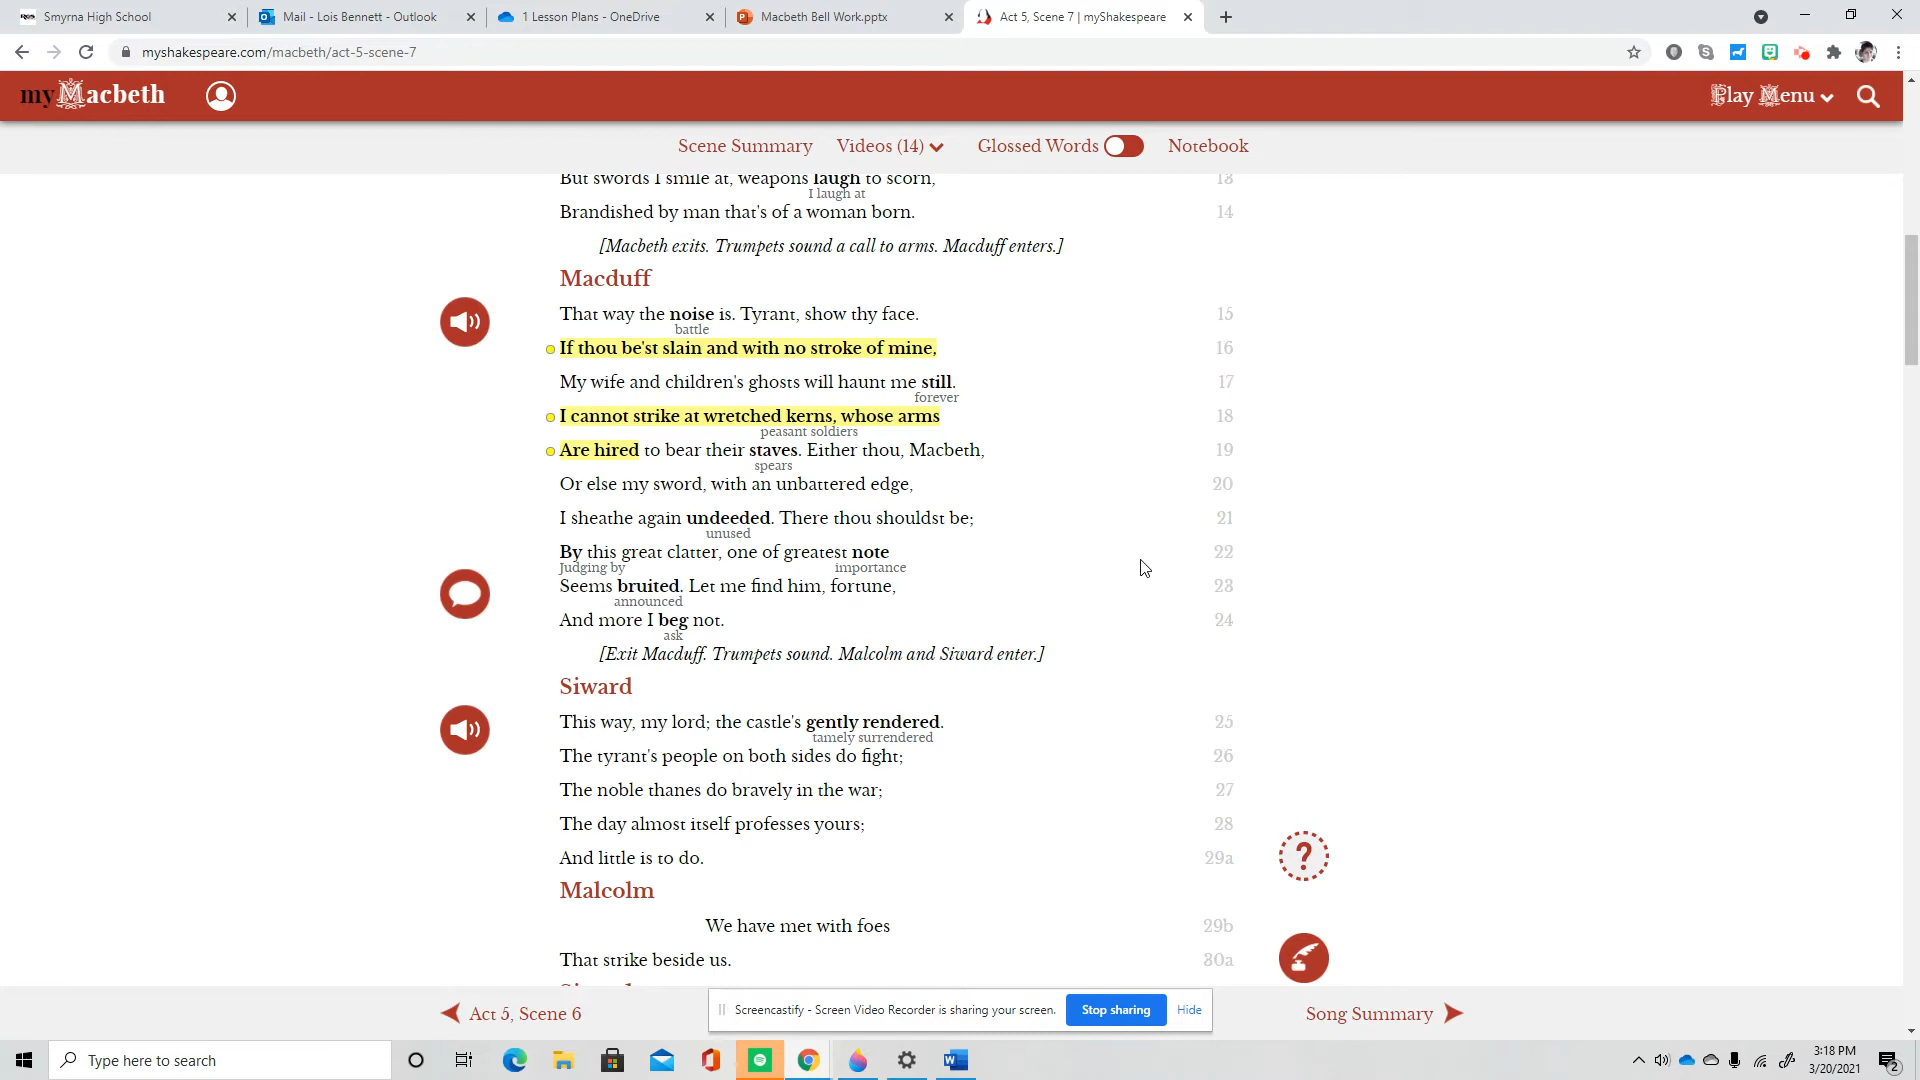 Smyrna High School
Mail - Lois Bennett - Outlook
1 Lesson Plans - OneDrive
Macbeth Bell Work.pptx
Act 5, Scene 7 | myShakespeare
myshakespeare.com/macbeth/act-5-scene-7
myMacbeth
Play Menu
Scene Summary
Videos (14)
Glossed Words
Notebook
But swords I smile at, weapons laugh to scorn, 13
I laugh at
Brandished by man that's of a woman born. 14
[Macbeth exits. Trumpets sound a call to arms. Macduff enters.]
Macduff
That way the noise is. Tyrant, show thy face. 15
battle
If thou be'st slain and with no stroke of mine, 16
My wife and children's ghosts will haunt me still. 17
forever
I cannot strike at wretched kerns, whose arms 18
peasant soldiers
Are hired to bear their staves. Either thou, Macbeth, 19
spears
Or else my sword, with an unbattered edge, 20
I sheathe again undeeded. There thou shouldst be; 21
unused
By this great clatter, one of greatest note 22
Judging by importance
Seems bruited. Let me find him, fortune, 23
announced
And more I beg not. 24
ask
[Exit Macduff. Trumpets sound. Malcolm and Siward enter.]
Siward
This way, my lord; the castle's gently rendered. 25
tamely surrendered
The tyrant's people on both sides do fight; 26
The noble thanes do bravely in the war; 27
The day almost itself professes yours; 28
And little is to do. 29a
?
Malcolm
We have met with foes 29b
That strike beside us. 30a
Act 5, Scene 6
Screencastify - Screen Video Recorder is sharing your screen.
Stop sharing
Hide
Song Summary
Type here to search
3:18 PM
3/20/2021
2